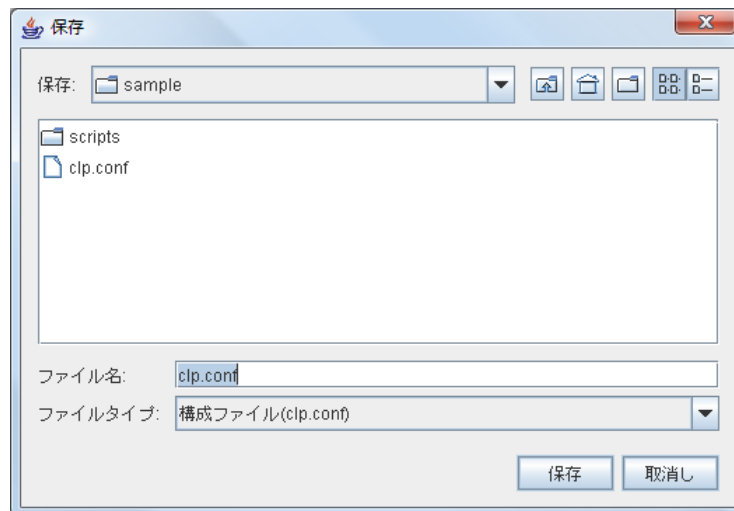 保存
保存: sample
scripts
clp.conf
ファイル名: clp.conf
ファイルタイプ: 構成ファイル(clp.conf)
保存 取消し